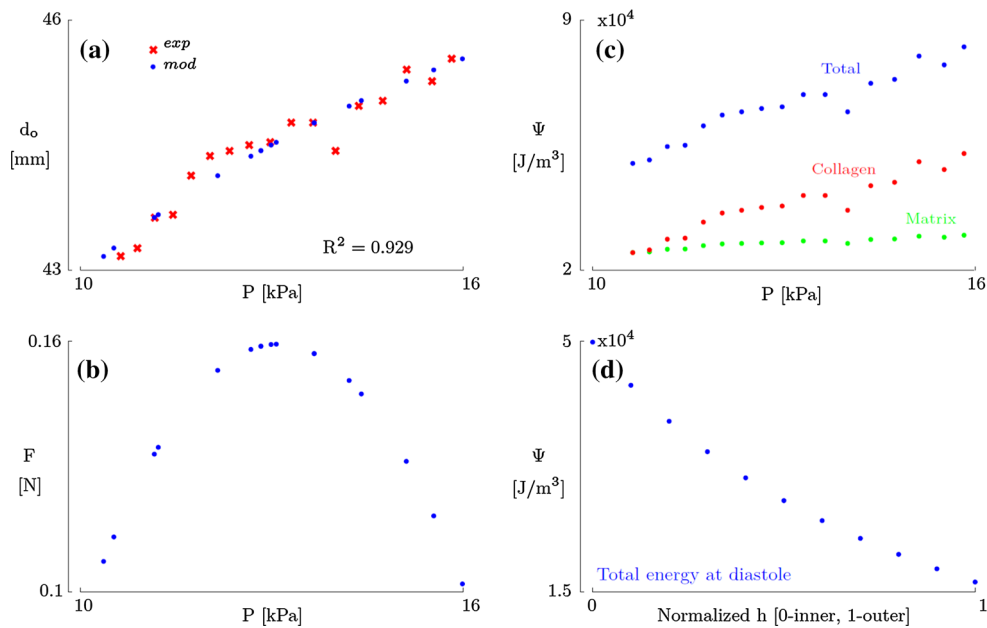 46
(a)
exp
mod
dₒ
[mm]
R² = 0.929
43
10
16
P [kPa]
9
x10⁴
(c)
Total
Ψ
[J/m³]
Collagen
Matrix
2
10
16
P [kPa]
0.16
(b)
F
[N]
0.1
10
16
P [kPa]
5
x10⁴
(d)
Ψ
[J/m³]
Total energy at diastole
1.5
0
1
Normalized h [0-inner, 1-outer]